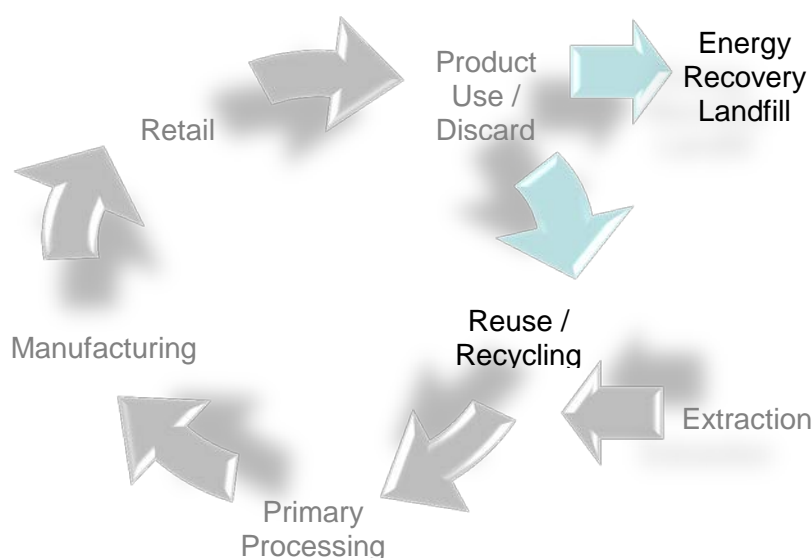 Energy
Recovery
Landfill
Product
Use /
Discard
Retail
Reuse /
Recycling
Manufacturing
Extraction
Primary
Processing